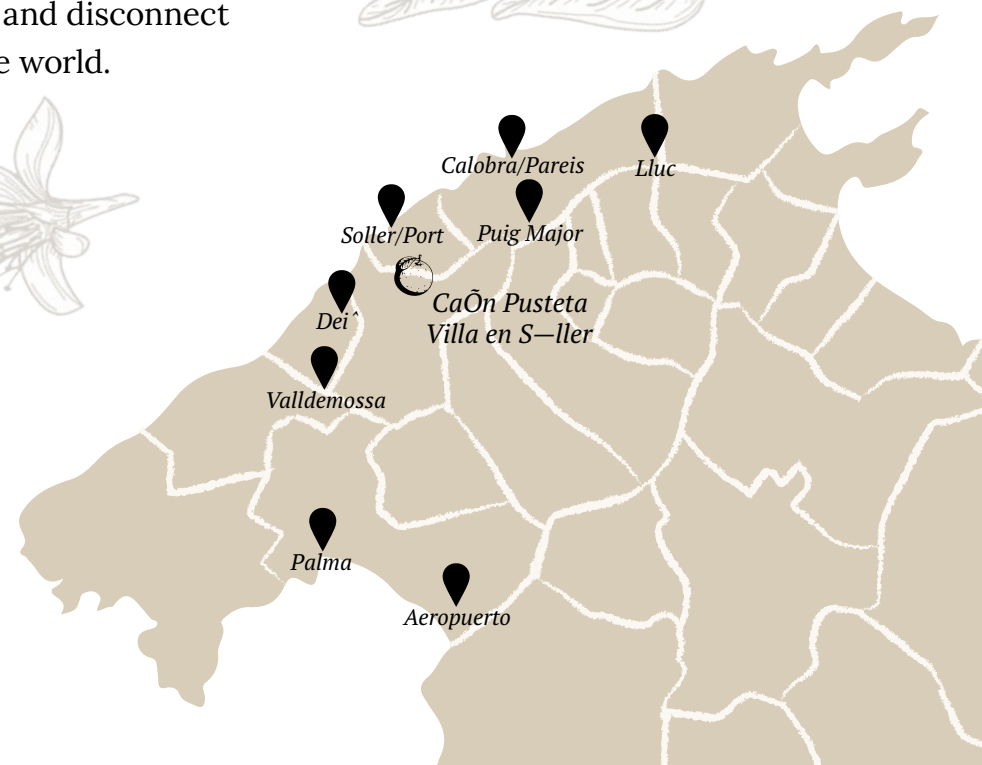 and disconnect
e world.
Calobra/Pareis
Lluc
Soller/Port
Puig Major
CaÕn Pusteta
Villa en S—ller
Deiˆ
Valldemossa
Palma
Aeropuerto